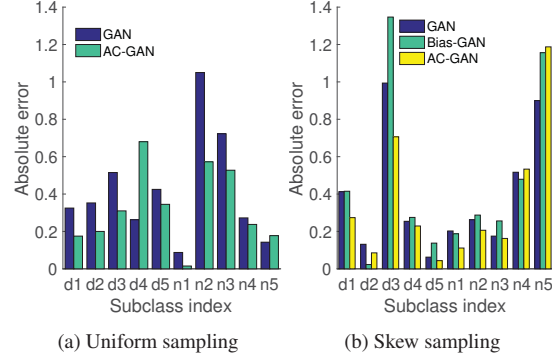 1.4
1.2
1
0.8
0.6
0.4
0.2
0
Absolute error
GAN
AC-GAN
d1 d2 d3 d4 d5 n1 n2 n3 n4 n5
Subclass index
(a) Uniform sampling
1.4
1.2
1
0.8
0.6
0.4
0.2
0
Absolute error
GAN
Bias-GAN
AC-GAN
d1 d2 d3 d4 d5 n1 n2 n3 n4 n5
Subclass index
(b) Skew sampling